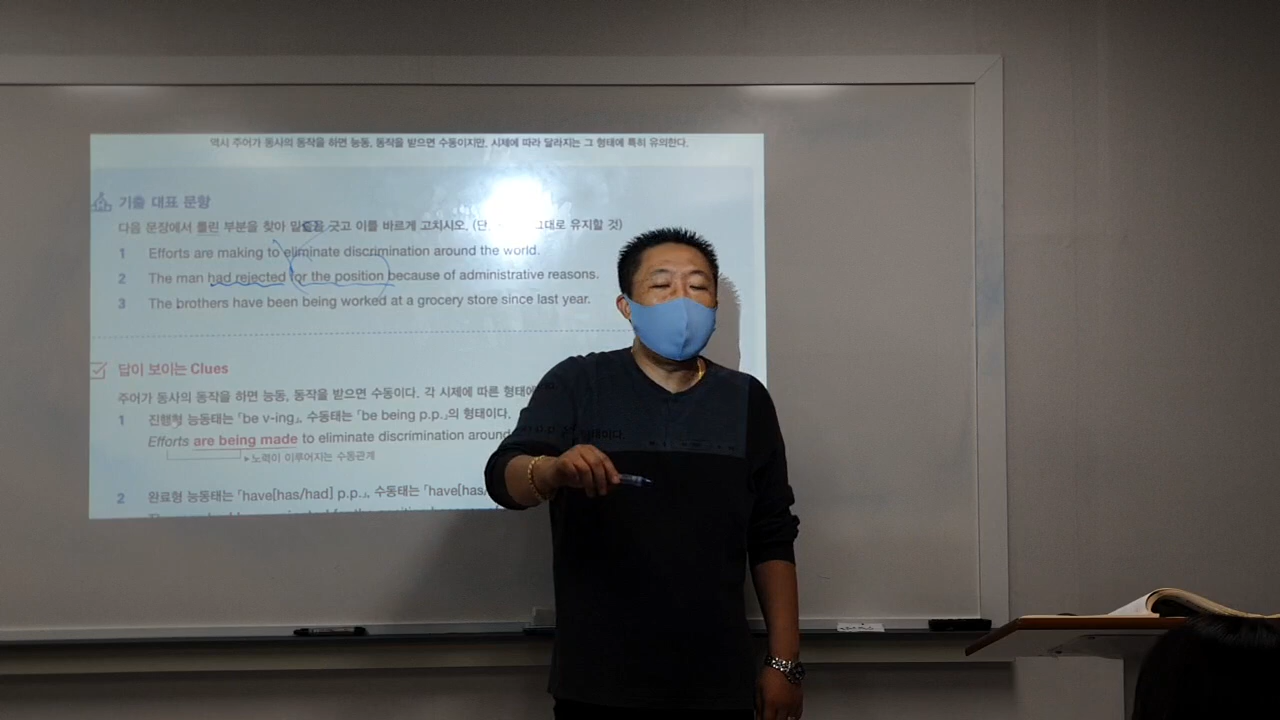 역시 주어가 동사의 동작을 하면 능동, 동작을 받으면 수동이지만, 시제에 따라 달라지는 그 형태에 특히 유의한다.
기출 대표 문항
다음 문장에서 틀린 부분을 찾아 밑줄을 긋고 이를 바르게 고치시오. (단, 그대로 유지할 것)
1 Efforts are making to eliminate discrimination around the world.
2 The man had rejected for the position because of administrative reasons.
3 The brothers have been being worked at a grocery store since last year.
답이 보이는 Clues
주어가 동사의 동작을 하면 능동, 동작을 받으면 수동이다. 각 시제에 따른 형태에
1 진행형 능동태는 「be v-ing」, 수동태는 「be being p.p.」의 형태이다.
Efforts are being made to eliminate discrimination around
▸노력이 이루어지는 수동관계
2 완료형 능동태는 「have[has/had] p.p.」, 수동태는 「have[has/